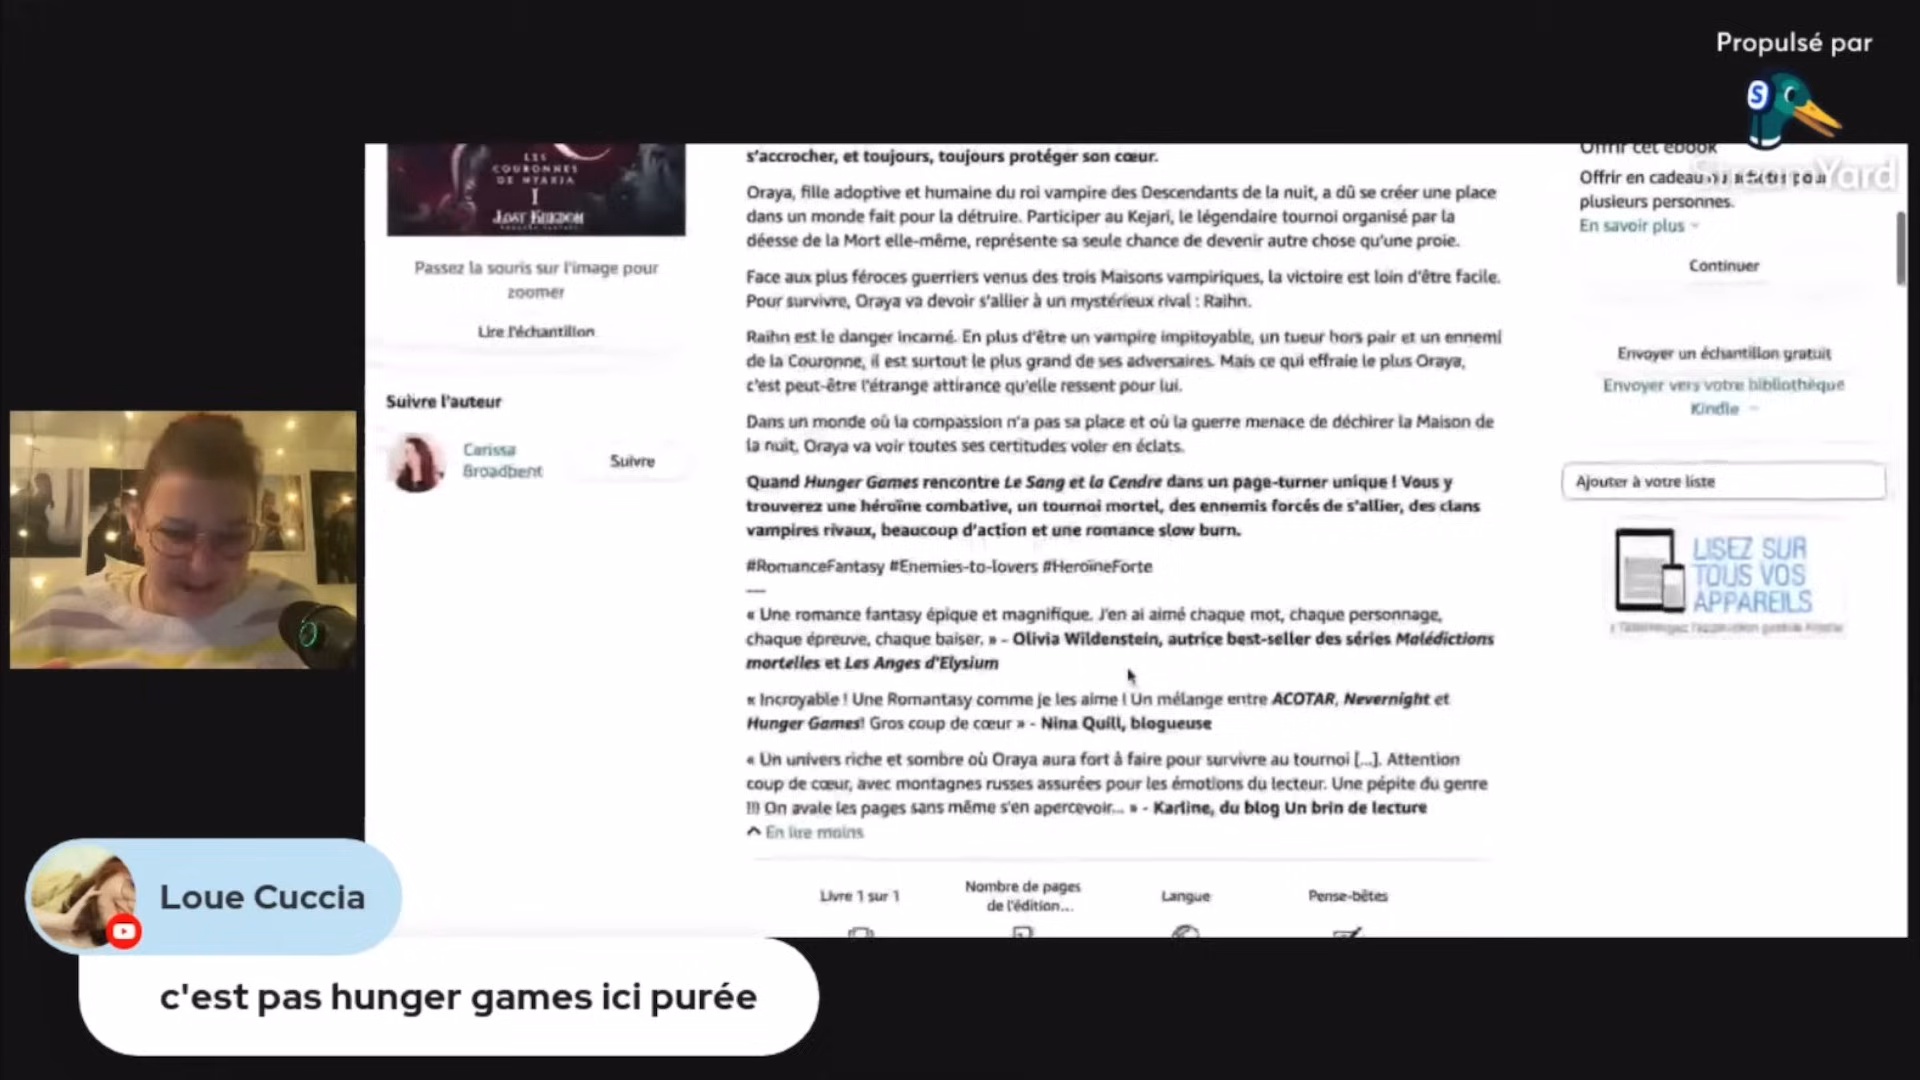 Propulsé par
StreamYard
LES
COURONNES
DE NYAXIA
I
LOST KINGDOM
Passez la souris sur l'image pour
zoomer
Lire l'échantillon
Suivre l'auteur
Carissa
Broadbent
Suivre
s'accrocher, et toujours, toujours protéger son cœur.
Oraya, fille adoptive et humaine du roi vampire des Descendants de la nuit, a dû se créer une place
dans un monde fait pour la détruire. Participer au Kejari, le légendaire tournoi organisé par la
déesse de la Mort elle-même, représente sa seule chance de devenir autre chose qu'une proie.
Face aux plus féroces guerriers venus des trois Maisons vampiriques, la victoire est loin d'être facile.
Pour survivre, Oraya va devoir s'allier à un mystérieux rival : Raihn.
Raihn est le danger incarné. En plus d'être un vampire impitoyable, un tueur hors pair et un ennemi
de la Couronne, il est surtout le plus grand de ses adversaires. Mais ce qui effraie le plus Oraya,
c'est peut-être l'étrange attirance qu'elle ressent pour lui.
Dans un monde où la compassion n'a pas sa place et où la guerre menace de déchirer la Maison de
la nuit, Oraya va voir toutes ses certitudes voler en éclats.
Quand Hunger Games rencontre Le Sang et la Cendre dans un page-turner unique ! Vous y
trouverez une héroïne combative, un tournoi mortel, des ennemis forcés de s'allier, des clans
vampires rivaux, beaucoup d'action et une romance slow burn.
#RomanceFantasy #Enemies-to-lovers #HeroïneForte
—
« Une romance fantasy épique et magnifique. J'en ai aimé chaque mot, chaque personnage,
chaque épreuve, chaque baiser. » - Olivia Wildenstein, autrice best-seller des séries Malédictions
mortelles et Les Anges d'Elysium
« Incroyable ! Une Romantasy comme je les aime ! Un mélange entre ACOTAR, Nevernight et
Hunger Games! Gros coup de cœur » - Nina Quill, blogueuse
« Un univers riche et sombre où Oraya aura fort à faire pour survivre au tournoi [...]. Attention
coup de cœur, avec montagnes russes assurées pour les émotions du lecteur. Une pépite du genre
!!! On avale les pages sans même s'en apercevoir... » - Karline, du blog Un brin de lecture
En lire moins
Livre 1 sur 1
Nombre de pages
de l'édition...
Langue
Pense-bêtes
Offrir cet ebook
Offrir en cadeau ou acheter pour
plusieurs personnes.
En savoir plus
Continuer
Envoyer un échantillon gratuit
Envoyer vers votre bibliothèque
Kindle
Ajouter à votre liste
LISEZ SUR
TOUS VOS
APPAREILS
Loue Cuccia
c'est pas hunger games ici purée